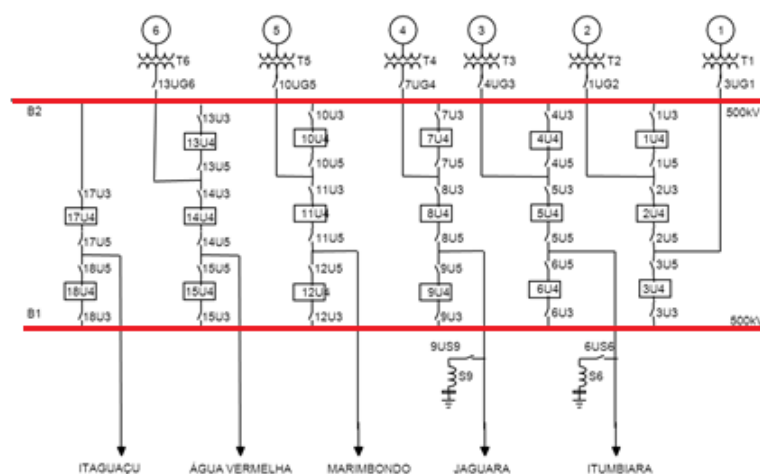 6 5 4 3 2 1
T6 T5 T4 T3 T2 T1
13UG6 10UG5 7UG4 4UG3 1UG2 3UG1
B2 500kV
13U3 10U3 7U3 4U3 1U3
13U4 10U4 7U4 4U4 1U4
13U5 10U5 7U5 4U5 1U5
17U3 14U3 11U3 8U3 5U3 2U3
17U4 14U4 11U4 8U4 5U4 2U4
17U5 14U5 11U5 8U5 5U5 2U5
18U5 15U5 12U5 9U5 6U5 3U5
18U4 15U4 12U4 9U4 6U4 3U4
B1 18U3 15U3 12U3 9U3 6U3 3U3 500kV
9US9 6US6
S9 S6
ITAGUAÇU ÁGUA VERMELHA MARIMBONDO JAGUARA ITUMBIARA